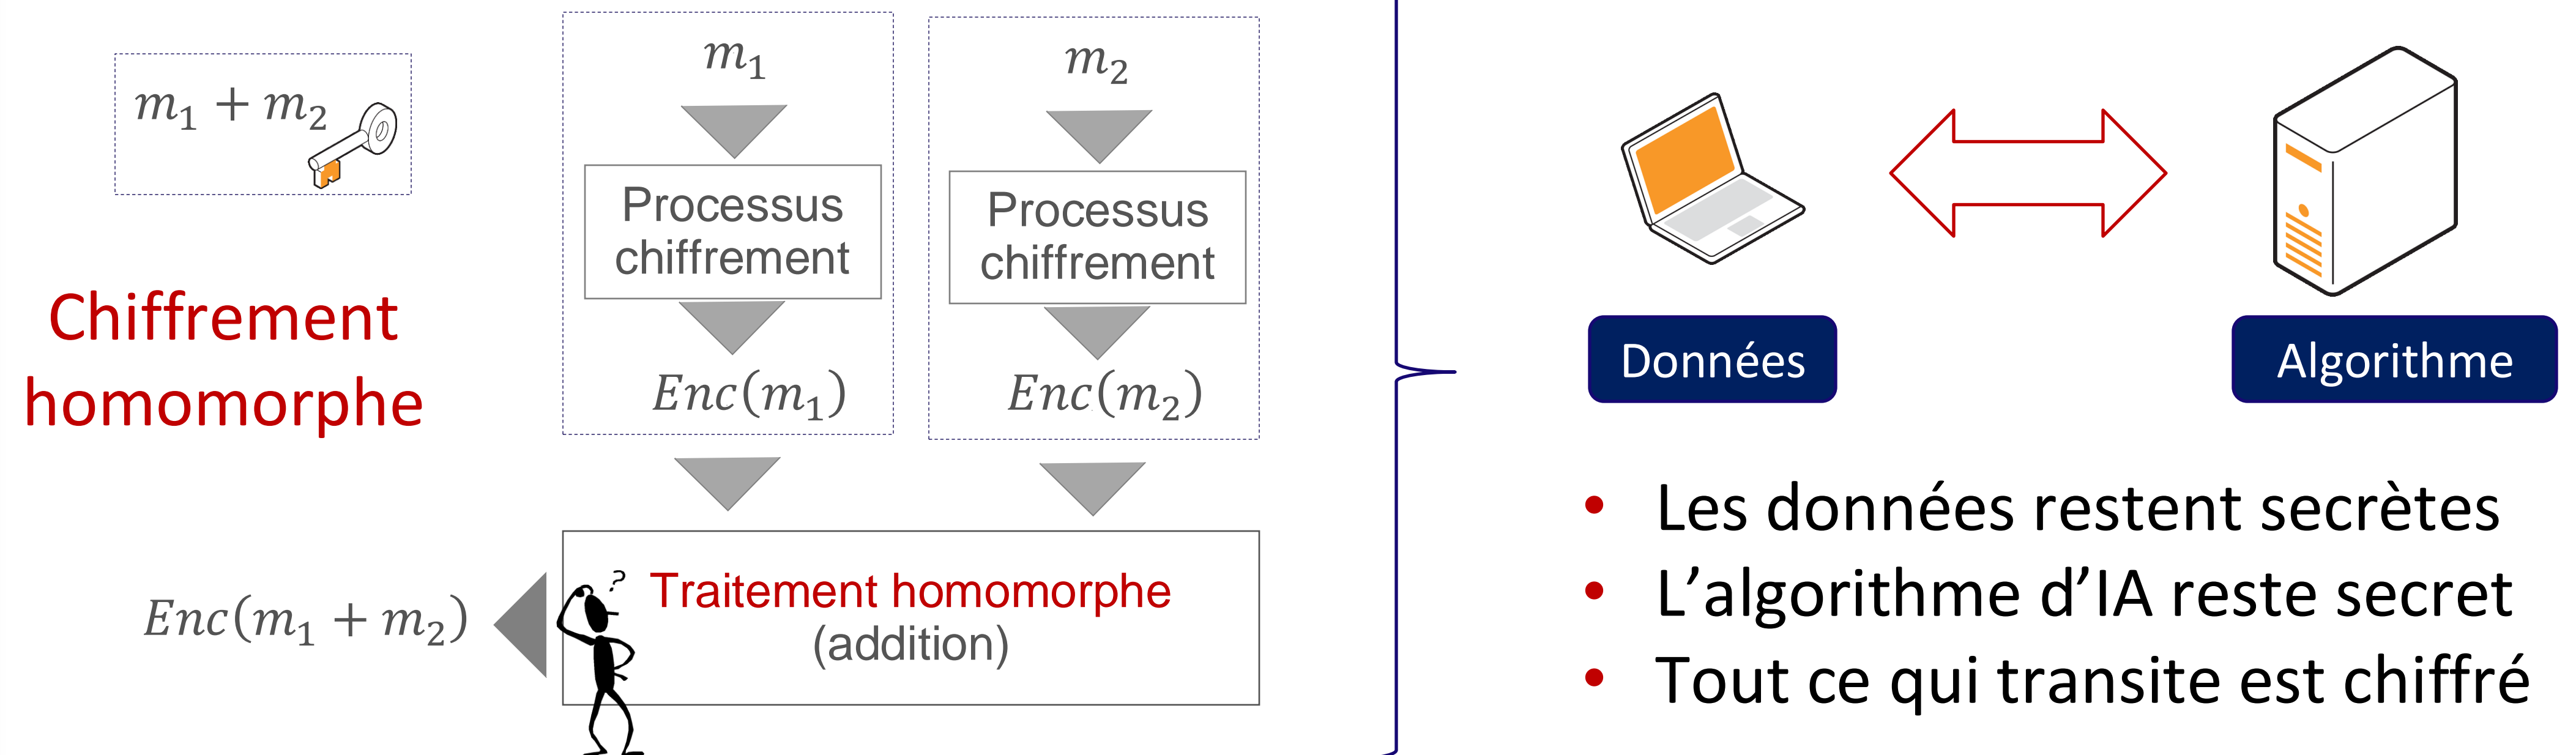 m₁ + m₂
Chiffrement
homomorphe
m₁
Processus
chiffrement
Enc(m₁)
m₂
Processus
chiffrement
Enc(m₂)
?
Traitement homomorphe
(addition)
Enc(m₁ + m₂)
Données
Algorithme
• Les données restent secrètes
• L’algorithme d’IA reste secret
• Tout ce qui transite est chiffré